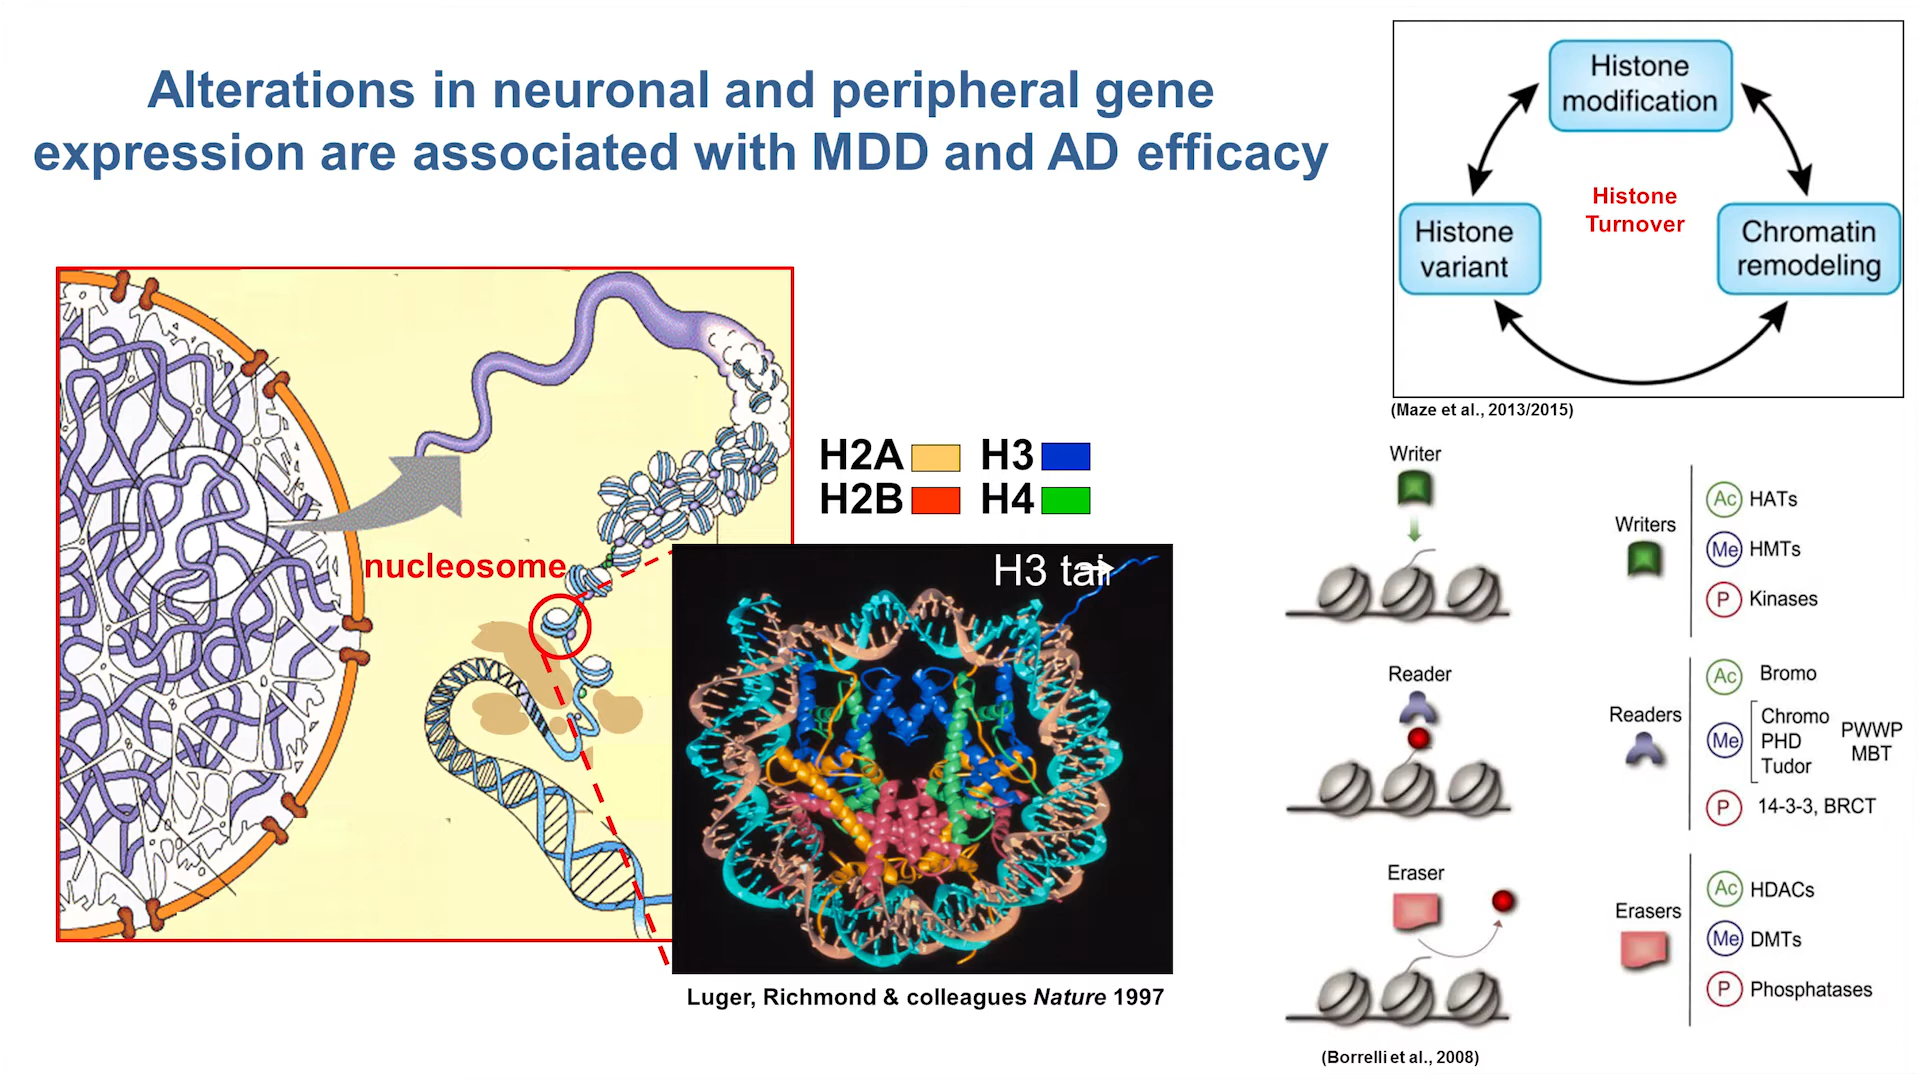 Alterations in neuronal and peripheral gene
expression are associated with MDD and AD efficacy
Histone
modification
Histone
Turnover
Histone
variant
Chromatin
remodeling
(Maze et al., 2013/2015)
H2A
H3
H2B
H4
nucleosome
H3 tail
Luger, Richmond & colleagues Nature 1997
Writer
Writers
Ac HATs
Me HMTs
P Kinases
Reader
Readers
Ac Bromo
Me
Chromo
PHD
Tudor
PWWP
MBT
P 14-3-3, BRCT
Eraser
Erasers
Ac HDACs
Me DMTs
P Phosphatases
(Borrelli et al., 2008)